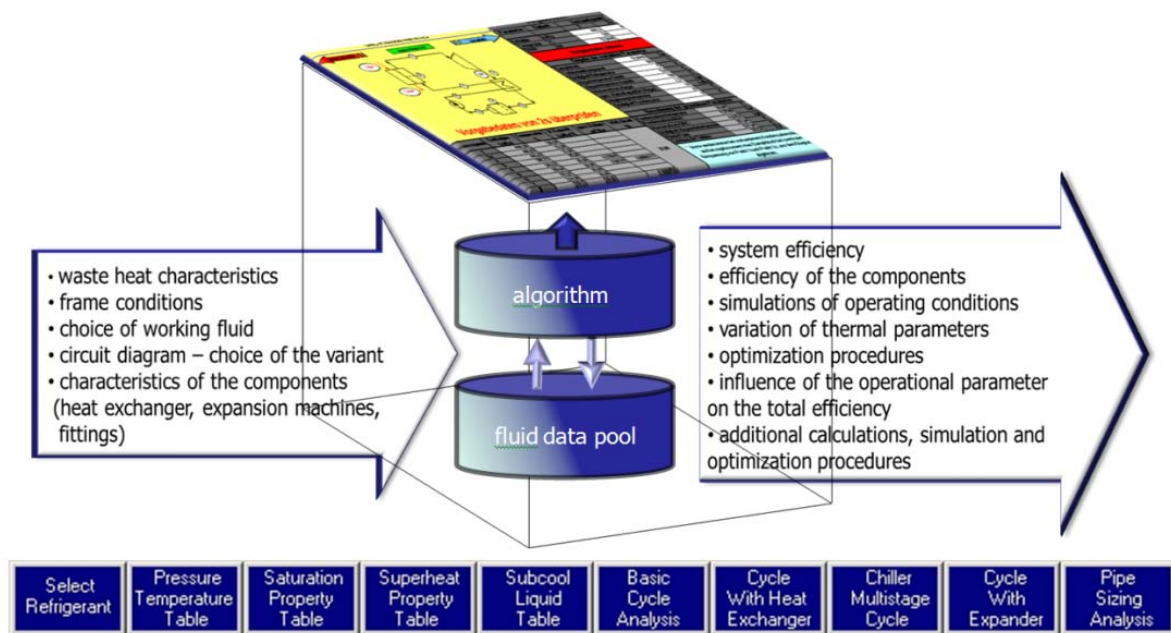 Vorgabedaten von 2s überprüfen
• waste heat characteristics
• frame conditions
• choice of working fluid
• circuit diagram – choice of the variant
• characteristics of the components
(heat exchanger, expansion machines,
fittings)
algorithm
fluid data pool
• system efficiency
• efficiency of the components
• simulations of operating conditions
• variation of thermal parameters
• optimization procedures
• influence of the operational parameter
on the total efficiency
• additional calculations, simulation and
optimization procedures
Select
Refrigerant
Pressure
Temperature
Table
Saturation
Property
Table
Superheat
Property
Table
Subcool
Liquid
Table
Basic
Cycle
Analysis
Cycle
With Heat
Exchanger
Chiller
Multistage
Cycle
Cycle
With
Expander
Pipe
Sizing
Analysis